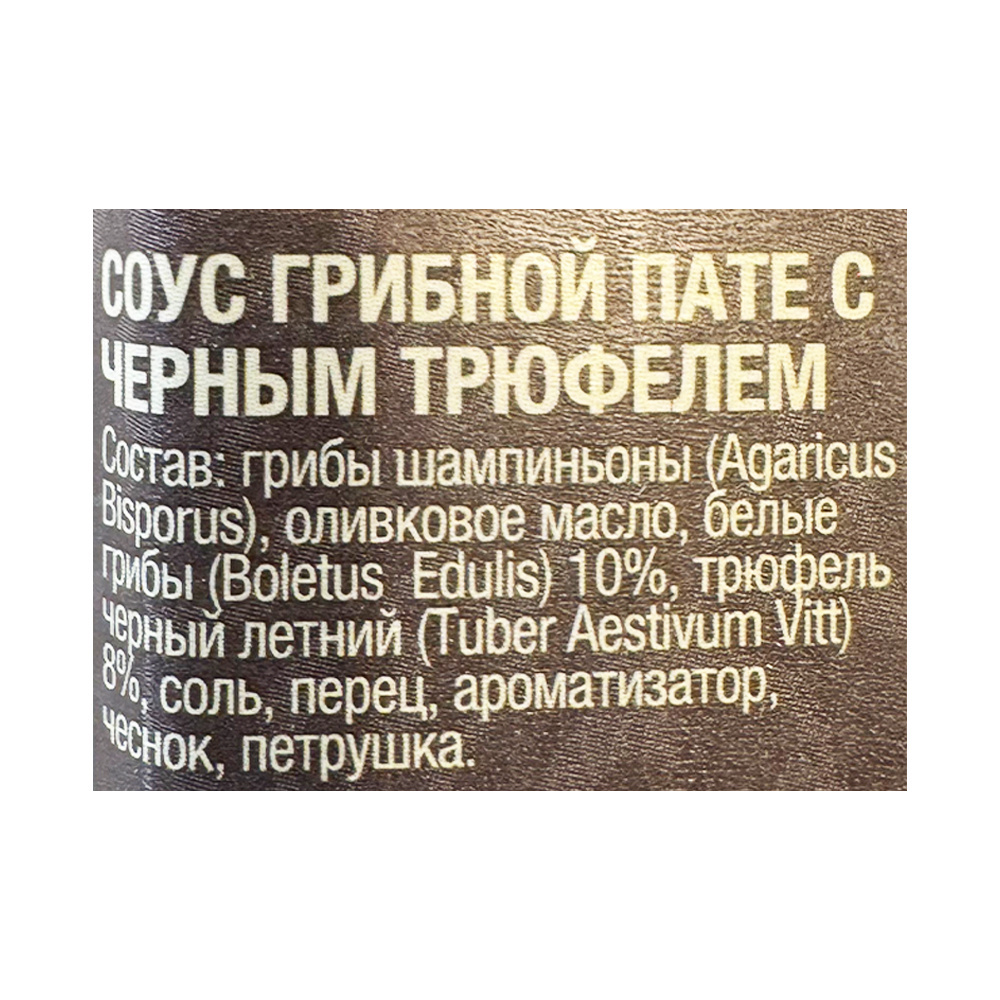 СОУС ГРИБНОЙ ПАТЕ С
ЧЕРНЫМ ТРЮФЕЛЕМ
Состав: грибы шампиньоны (Agaricus
Bisporus), оливковое масло, белые
грибы (Boletus Edulis) 10%, трюфель
черный летний (Tuber Aestivum Vitt)
8%, соль, перец, ароматизатор,
чеснок, петрушка.